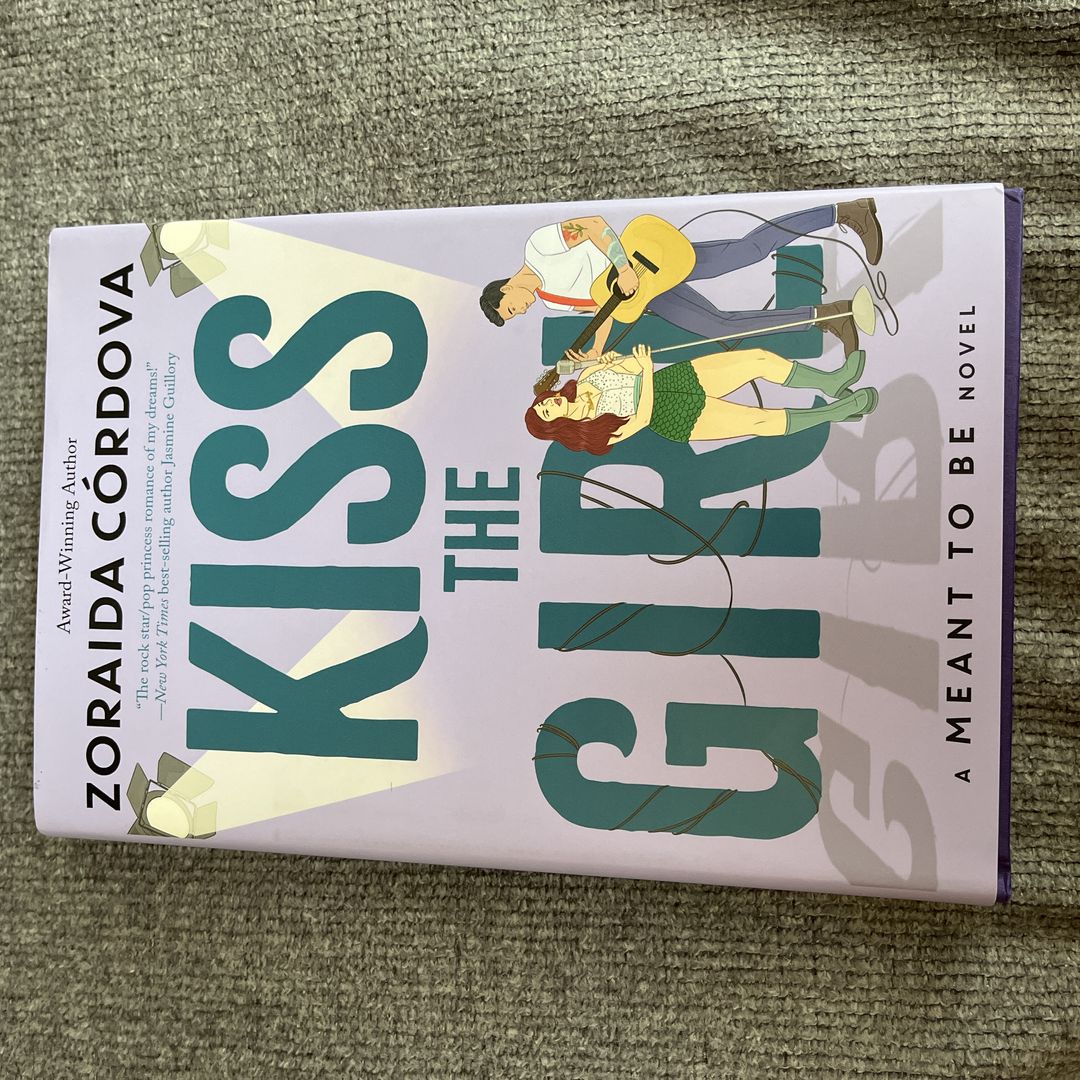 Award-Winning Author
ZORAIDA CÓRDOVA
“The rock star/pop princess romance of my dreams!”
—New York Times best-selling author Jasmine Guillory
KISS
THE
GIRL
A MEANT TO BE NOVEL